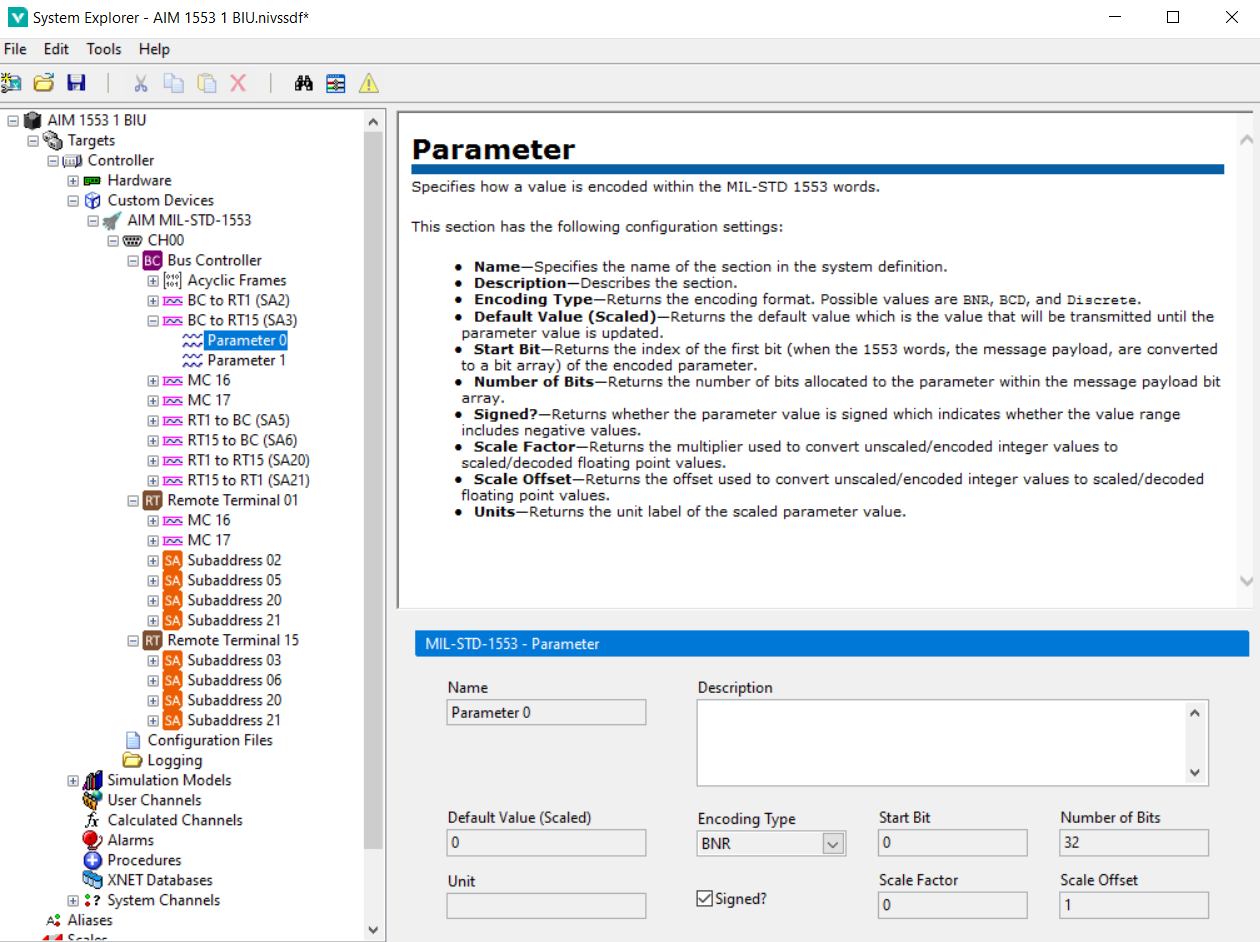 System Explorer - AIM 1553 1 BIU.nivssdf*
File Edit Tools Help
AIM 1553 1 BIU
Targets
Controller
Hardware
Custom Devices
AIM MIL-STD-1553
CH00
BC Bus Controller
Acyclic Frames
BC to RT1 (SA2)
BC to RT15 (SA3)
Parameter 0
Parameter 1
MC 16
MC 17
RT1 to BC (SA5)
RT15 to BC (SA6)
RT1 to RT15 (SA20)
RT15 to RT1 (SA21)
RT Remote Terminal 01
MC 16
MC 17
SA Subaddress 02
SA Subaddress 05
SA Subaddress 20
SA Subaddress 21
RT Remote Terminal 15
SA Subaddress 03
SA Subaddress 06
SA Subaddress 20
SA Subaddress 21
Configuration Files
Logging
Simulation Models
User Channels
fx Calculated Channels
Alarms
Procedures
XNET Databases
System Channels
Aliases
Scales
Parameter
Specifies how a value is encoded within the MIL-STD 1553 words.
This section has the following configuration settings:
• Name—Specifies the name of the section in the system definition.
• Description—Describes the section.
• Encoding Type—Returns the encoding format. Possible values are BNR, BCD, and Discrete.
• Default Value (Scaled)—Returns the default value which is the value that will be transmitted until the
parameter value is updated.
• Start Bit—Returns the index of the first bit (when the 1553 words, the message payload, are converted
to a bit array) of the encoded parameter.
• Number of Bits—Returns the number of bits allocated to the parameter within the message payload bit
array.
• Signed?—Returns whether the parameter value is signed which indicates whether the value range
includes negative values.
• Scale Factor—Returns the multiplier used to convert unscaled/encoded integer values to
scaled/decoded floating point values.
• Scale Offset—Returns the offset used to convert unscaled/encoded integer values to scaled/decoded
floating point values.
• Units—Returns the unit label of the scaled parameter value.
MIL-STD-1553 - Parameter
Name Description
Parameter 0
Default Value (Scaled) Encoding Type Start Bit Number of Bits
0 BNR 0 32
Unit Signed? Scale Factor Scale Offset
0 1